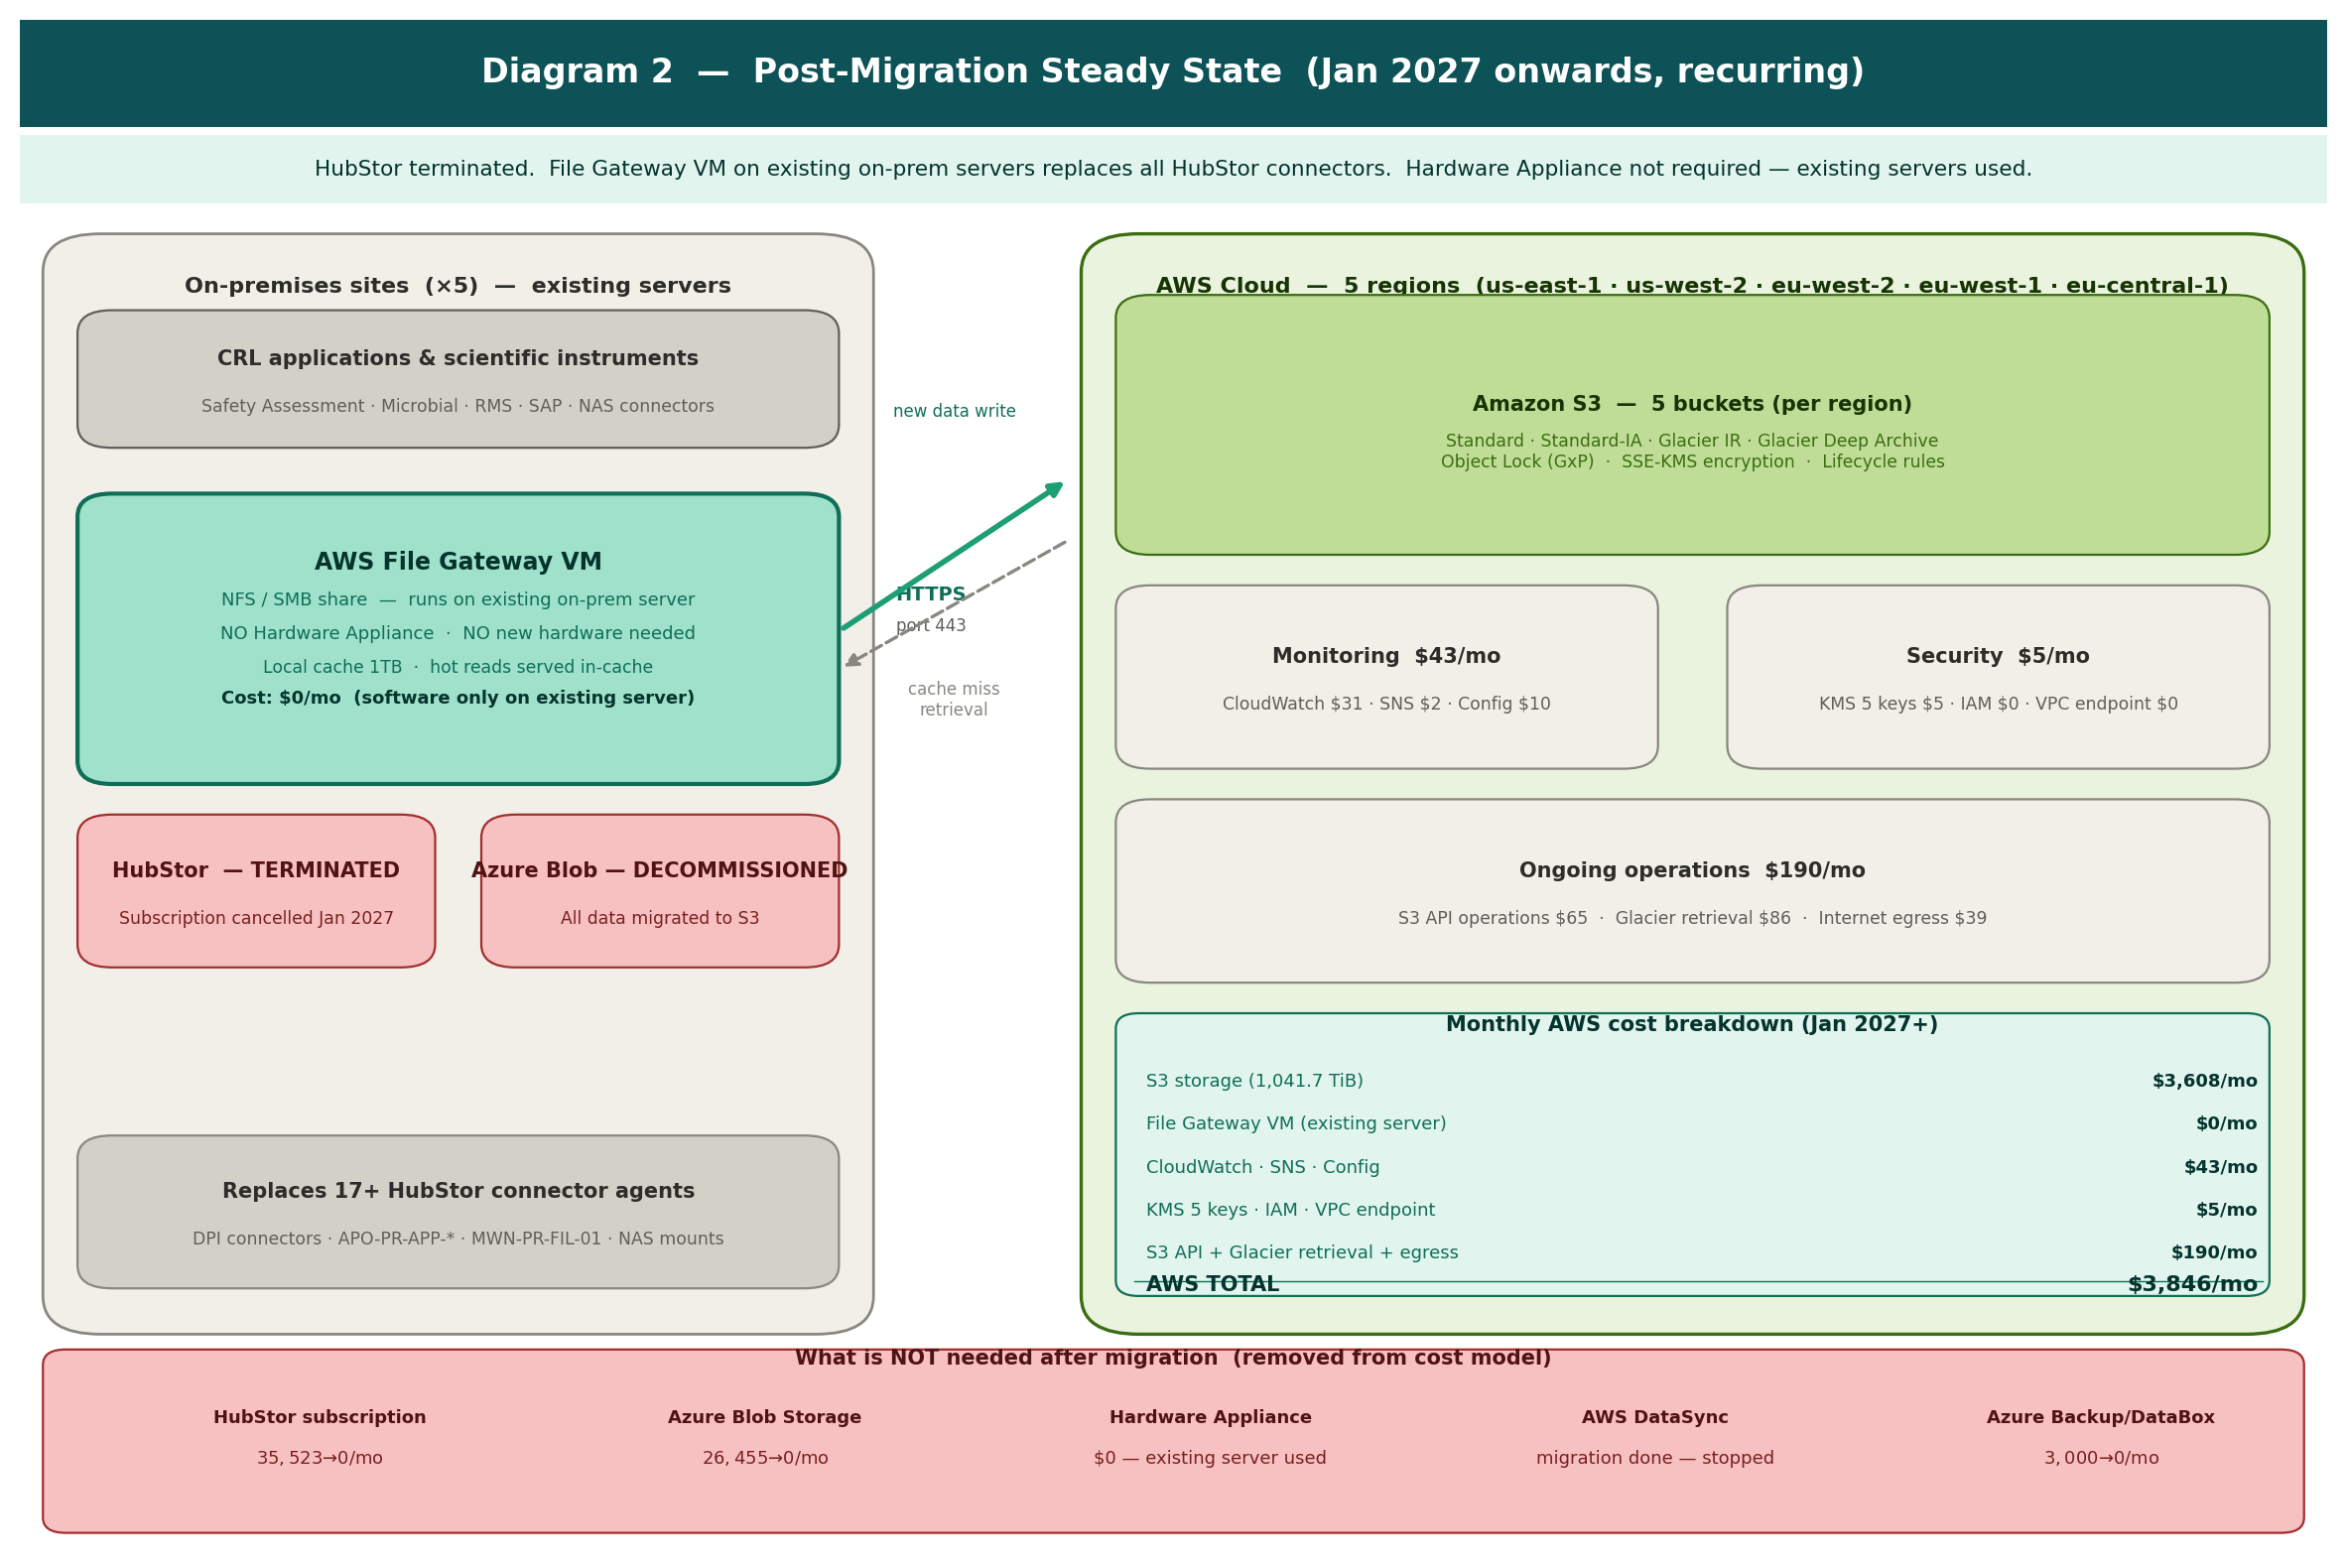 Diagram 2 — Post-Migration Steady State (Jan 2027 onwards, recurring)
HubStor terminated. File Gateway VM on existing on-prem servers replaces all HubStor connectors. Hardware Appliance not required — existing servers used.
On-premises sites (×5) — existing servers
CRL applications & scientific instruments
Safety Assessment · Microbial · RMS · SAP · NAS connectors
AWS File Gateway VM
NFS / SMB share — runs on existing on-prem server
NO Hardware Appliance · NO new hardware needed
Local cache 1TB · hot reads served in-cache
Cost: $0/mo (software only on existing server)
HubStor — TERMINATED
Subscription cancelled Jan 2027
Azure Blob — DECOMMISSIONED
All data migrated to S3
Replaces 17+ HubStor connector agents
DPI connectors · APO-PR-APP-* · MWN-PR-FIL-01 · NAS mounts
new data write
HTTPS
port 443
cache miss
retrieval
AWS Cloud — 5 regions (us-east-1 · us-west-2 · eu-west-2 · eu-west-1 · eu-central-1)
Amazon S3 — 5 buckets (per region)
Standard · Standard-IA · Glacier IR · Glacier Deep Archive
Object Lock (GxP) · SSE-KMS encryption · Lifecycle rules
Monitoring $43/mo
CloudWatch $31 · SNS $2 · Config $10
Security $5/mo
KMS 5 keys $5 · IAM $0 · VPC endpoint $0
Ongoing operations $190/mo
S3 API operations $65 · Glacier retrieval $86 · Internet egress $39
Monthly AWS cost breakdown (Jan 2027+)
S3 storage (1,041.7 TiB) $3,608/mo
File Gateway VM (existing server) $0/mo
CloudWatch · SNS · Config $43/mo
KMS 5 keys · IAM · VPC endpoint $5/mo
S3 API + Glacier retrieval + egress $190/mo
AWS TOTAL $3,846/mo
What is NOT needed after migration (removed from cost model)
HubStor subscription
35, 523→0/mo
Azure Blob Storage
26, 455→0/mo
Hardware Appliance
$0 — existing server used
AWS DataSync
migration done — stopped
Azure Backup/DataBox
3, 000→0/mo